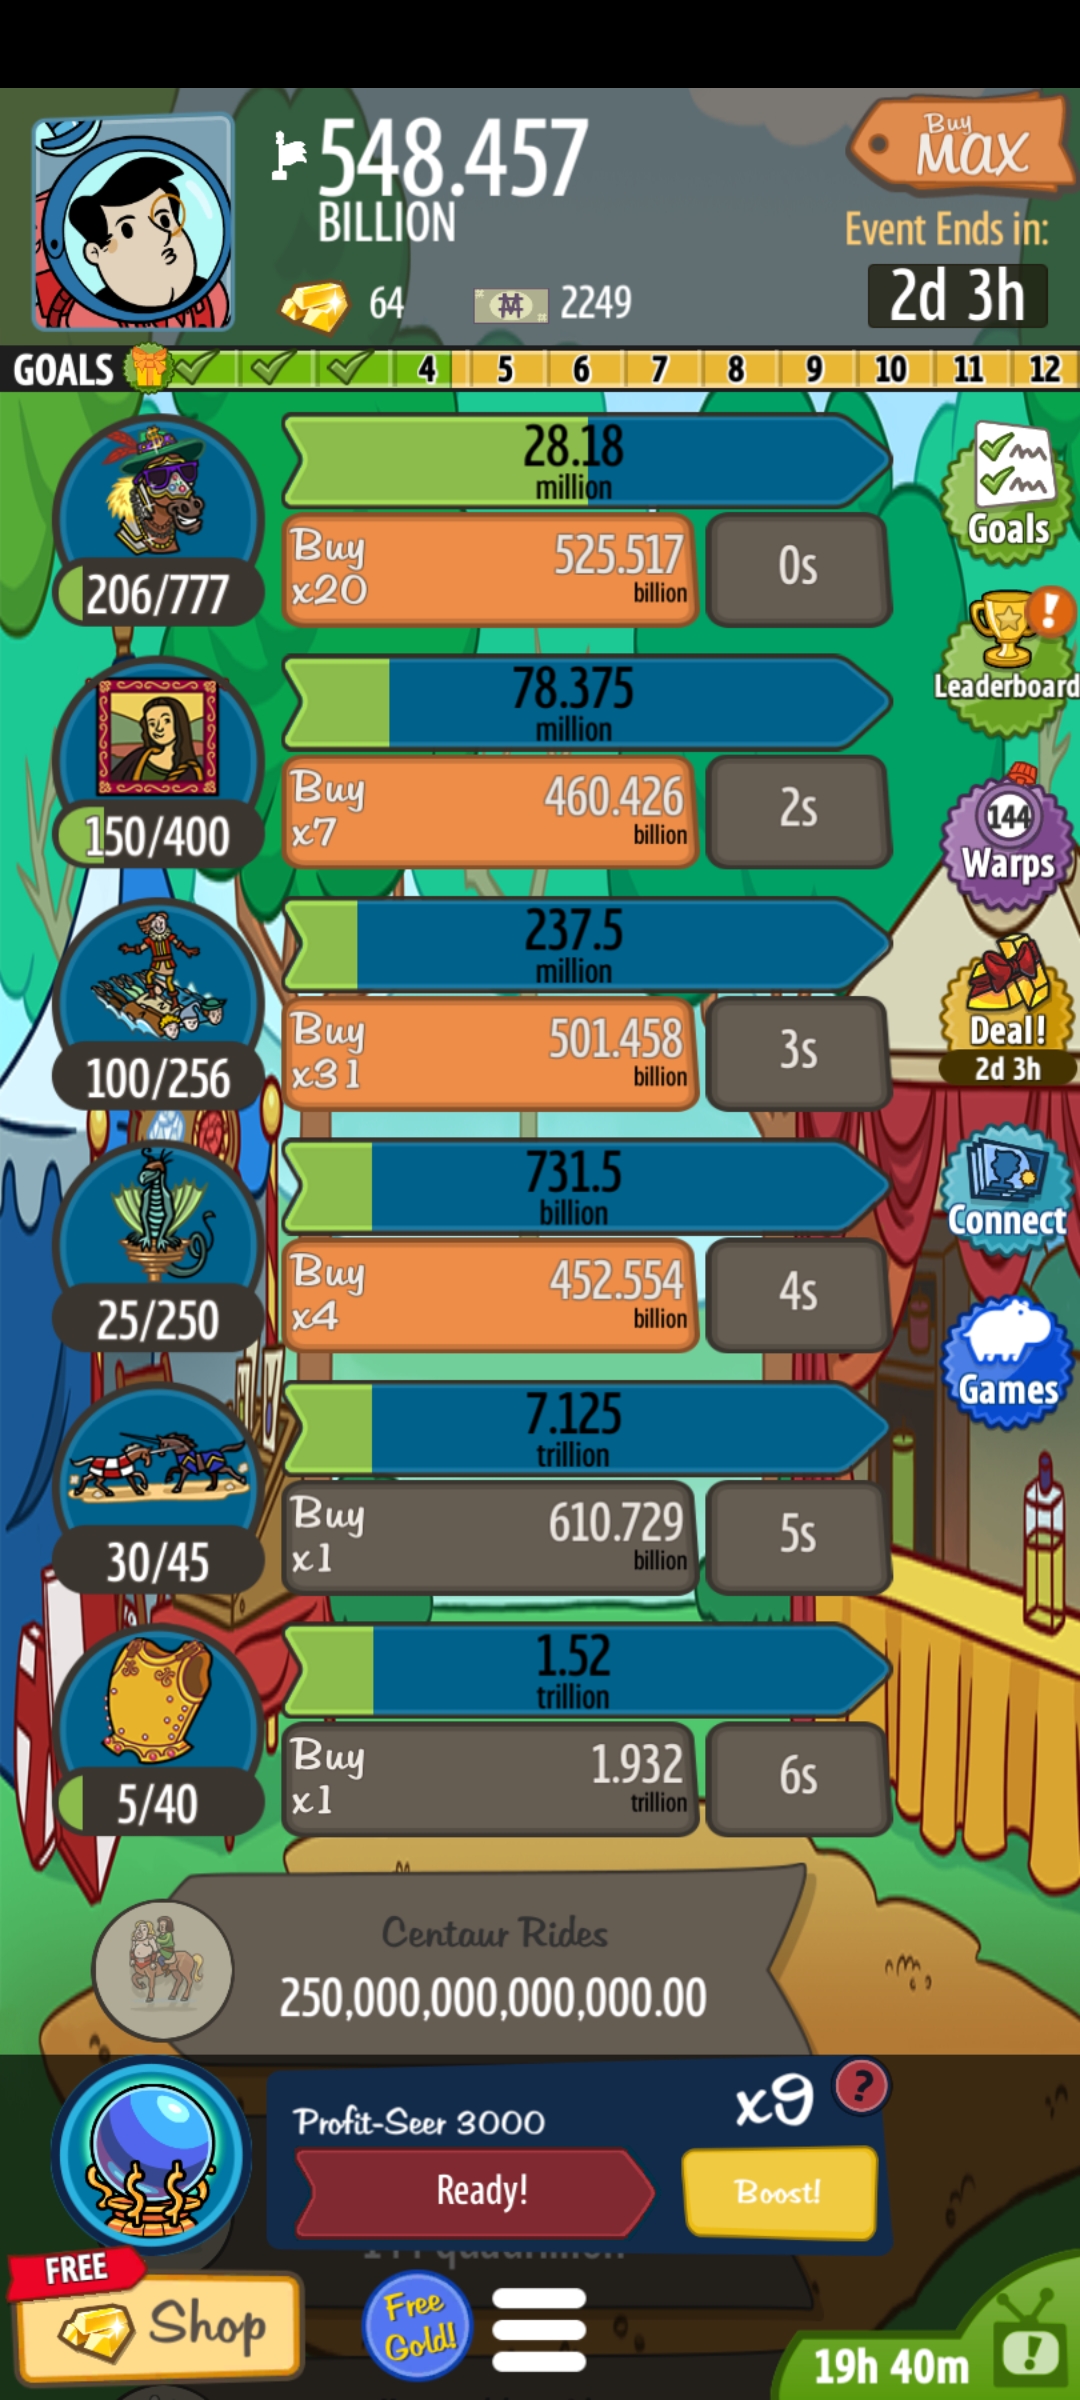 548.457
BILLION
Buy
MAX
Event Ends in:
2d 3h
64
2249
GOALS
4 5 6 7 8 9 10 11 12
28.18
million
Buy
x20
525.517
billion
0s
206/777
Goals
Leaderboard
78.375
million
Buy
x7
460.426
billion
2s
150/400
144
Warps
237.5
million
Buy
x31
501.458
billion
3s
100/256
Deal!
2d 3h
731.5
billion
Buy
x4
452.554
billion
4s
25/250
Connect
Games
7.125
trillion
Buy
x1
610.729
billion
5s
30/45
1.52
trillion
Buy
x1
1.932
trillion
6s
5/40
Centaur Rides
250,000,000,000,000.00
Profit-Seer 3000
x9
?
Ready!
Boost!
FREE
Shop
Free
Gold!
19h 40m